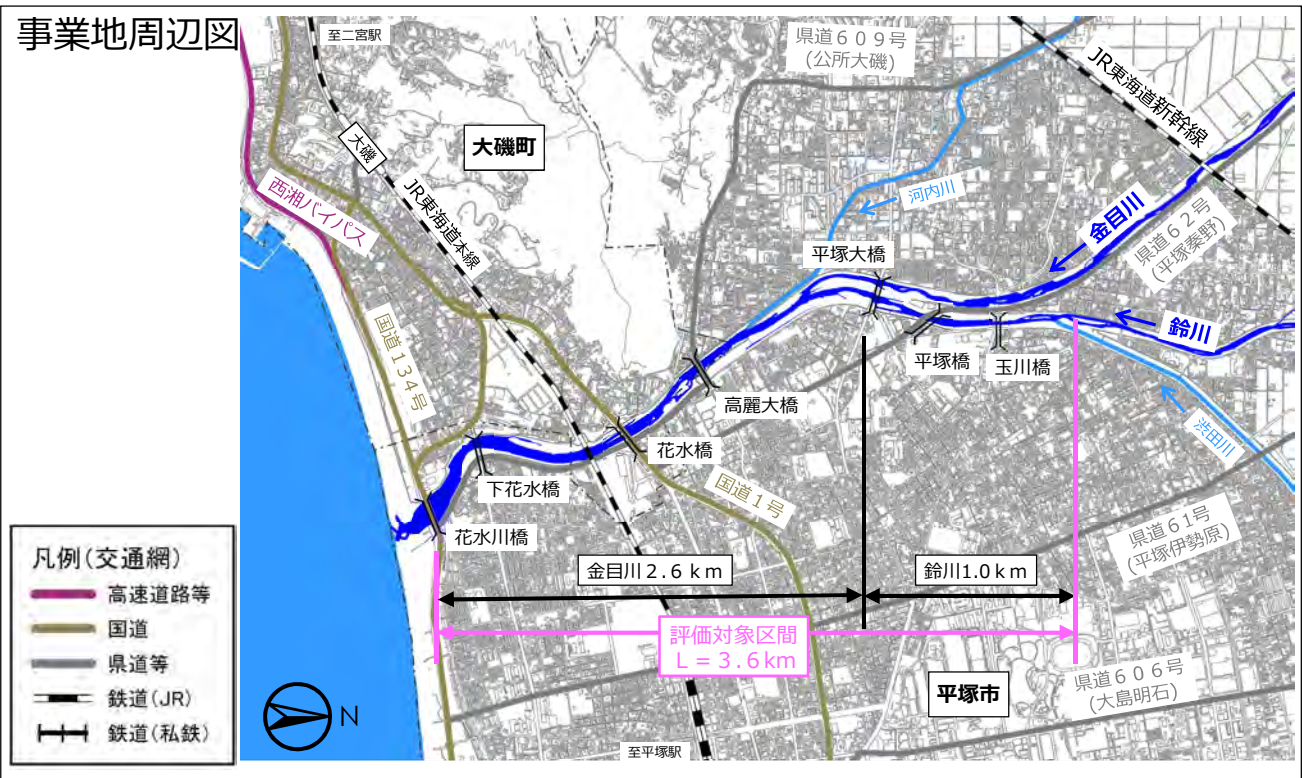 事業地周辺図
至二宮駅
県道609号
(公所大磯)
JR東海道新幹線
大磯
大磯町
JR東海道本線
西湘バイパス
河内川
金目川
県道62号
(平塚秦野)
平塚大橋
鈴川
国道134号
平塚橋
玉川橋
高麗大橋
渋田川
花水橋
下花水橋
国道1号
花水川橋
県道61号
(平塚伊勢原)
金目川2.6km
鈴川1.0km
評価対象区間
L=3.6km
県道606号
(大島明石)
平塚市
至平塚駅
N
凡例(交通網)
高速道路等
国道
県道等
鉄道(JR)
鉄道(私鉄)